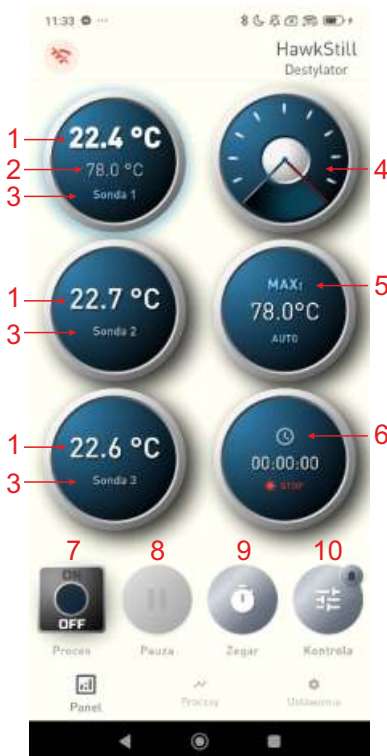 11:33
HawkStill
Destylator
1 22.4 °C
2 78.0 °C
3 Sonda 1
4
1 22.7 °C
3 Sonda 2
MAX: 5
78.0°C
AUTO
1 22.6 °C
3 Sonda 3
6
00:00:00
STOP
7 8 9 10
ON
OFF
Proces Pauza Zegar Kontrola
Panel Procesy Ustawienia